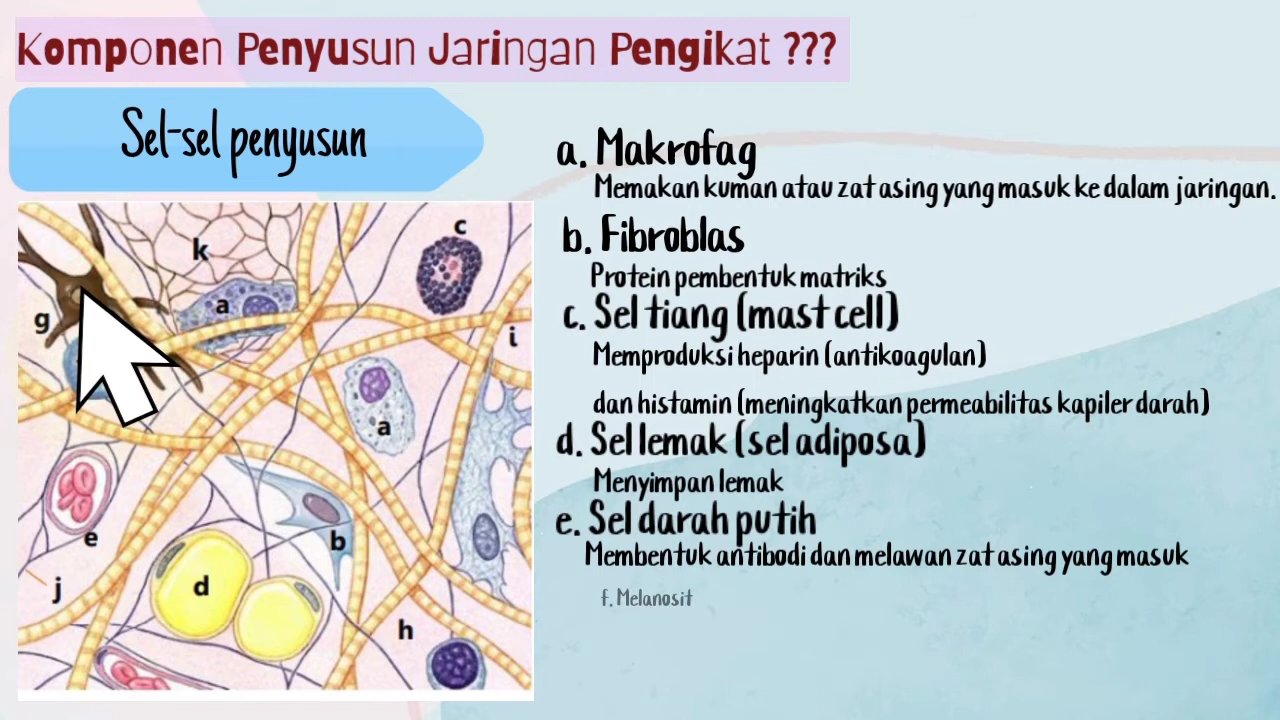 Komponen Penyusun Jaringan Pengikat ???
Sel-sel penyusun
a. Makrofag
Memakan kuman atau zat asing yang masuk ke dalam jaringan.
b. Fibroblas
Protein pembentuk matriks
c. Sel tiang (mast cell)
Memproduksi heparin (antikoagulan)
dan histamin (meningkatkan permeabilitas kapiler darah)
d. Sel lemak (sel adiposa)
Menyimpan lemak
e. Sel darah putih
Membentuk antibodi dan melawan zat asing yang masuk
f. Melanosit
c
k
a
g
i
a
e
b
j
d
h